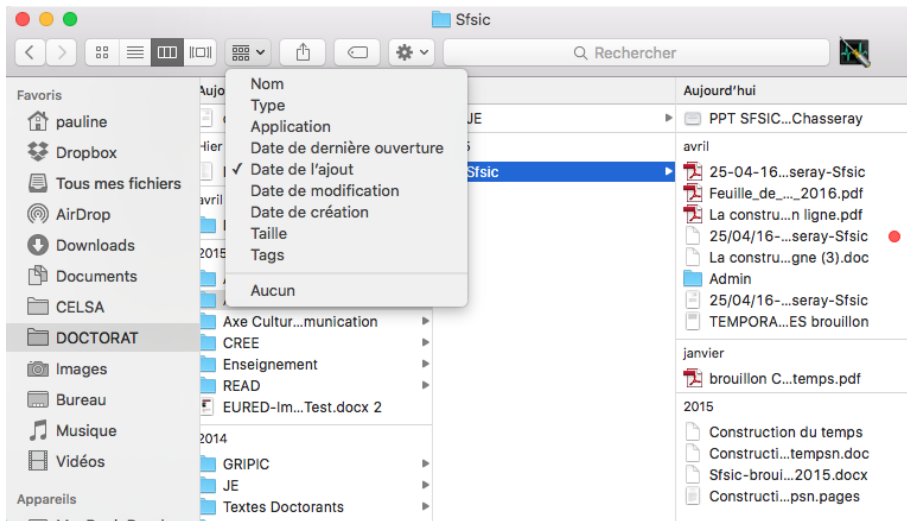 Sfsic
Rechercher
Favoris
pauline
Dropbox
Tous mes fichiers
AirDrop
Downloads
Documents
CELSA
DOCTORAT
Images
Bureau
Musique
Vidéos
Appareils
Nom
Type
Application
Date de dernière ouverture
✓ Date de l'ajout
Date de modification
Date de création
Taille
Tags
Aucun
2015
Axe Cultur...munication
CREE
Enseignement
READ
EURED-Im...Test.docx 2
2014
GRIPIC
JE
Textes Doctorants
JE
Sfsic
Aujourd'hui
PPT SFSIC...Chasseray
avril
25-04-16...seray-Sfsic
Feuille_de_..._2016.pdf
La constru...n ligne.pdf
25/04/16-...seray-Sfsic
La constru...gne (3).doc
Admin
25/04/16-...seray-Sfsic
TEMPORA...ES brouillon
janvier
brouillon C...temps.pdf
2015
Construction du temps
Constructi...tempsn.doc
Sfsic-broui...2015.docx
Constructi...psn.pages